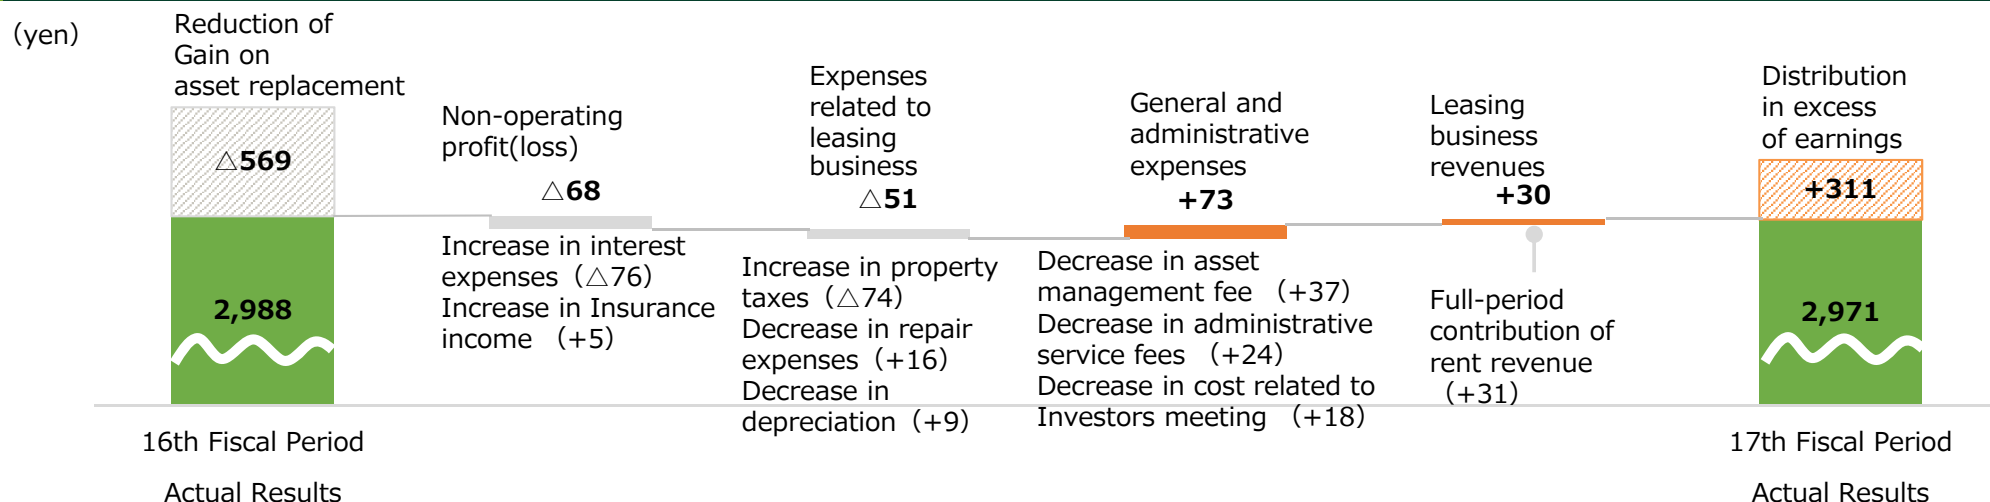 （yen）
Reduction of
Gain on
asset replacement
△569
2,988
16th Fiscal Period
Actual Results
Non-operating
profit(loss)
△68
Increase in interest
expenses（△76）
Increase in Insurance
income （+5）
Expenses
related to
leasing
business
△51
Increase in property
taxes（△74）
Decrease in repair
expenses（+16）
Decrease in
depreciation（+9）
General and
administrative
expenses
+73
Decrease in asset
management fee （+37）
Decrease in administrative
service fees （+24）
Decrease in cost related to
Investors meeting （+18）
Leasing
business
revenues
+30
Full-period
contribution of
rent revenue
（+31）
Distribution
in excess
of earnings
+311
2,971
17th Fiscal Period
Actual Results